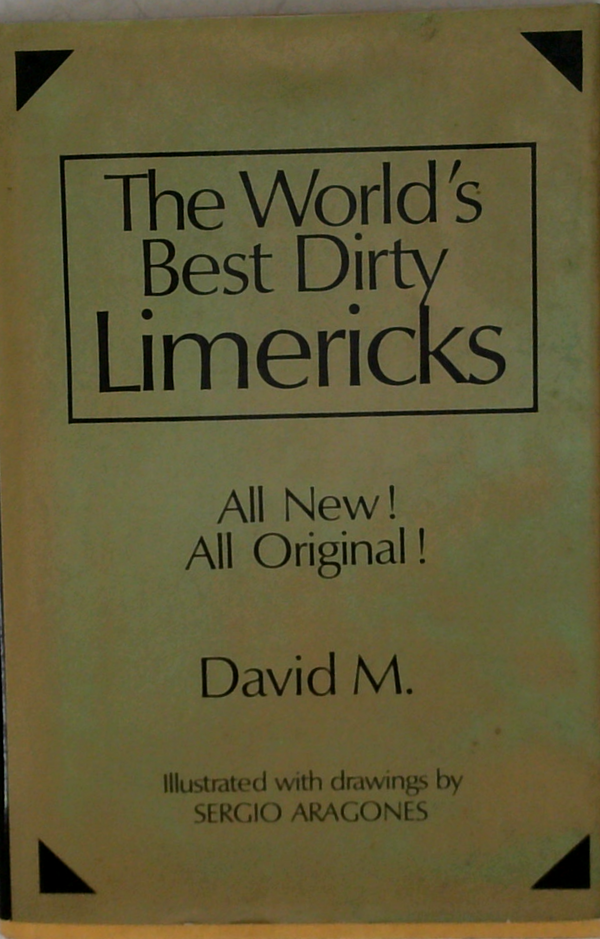 The World's
Best Dirty
Limericks
All New!
All Original!
David M.
Illustrated with drawings by
SERGIO ARAGONES